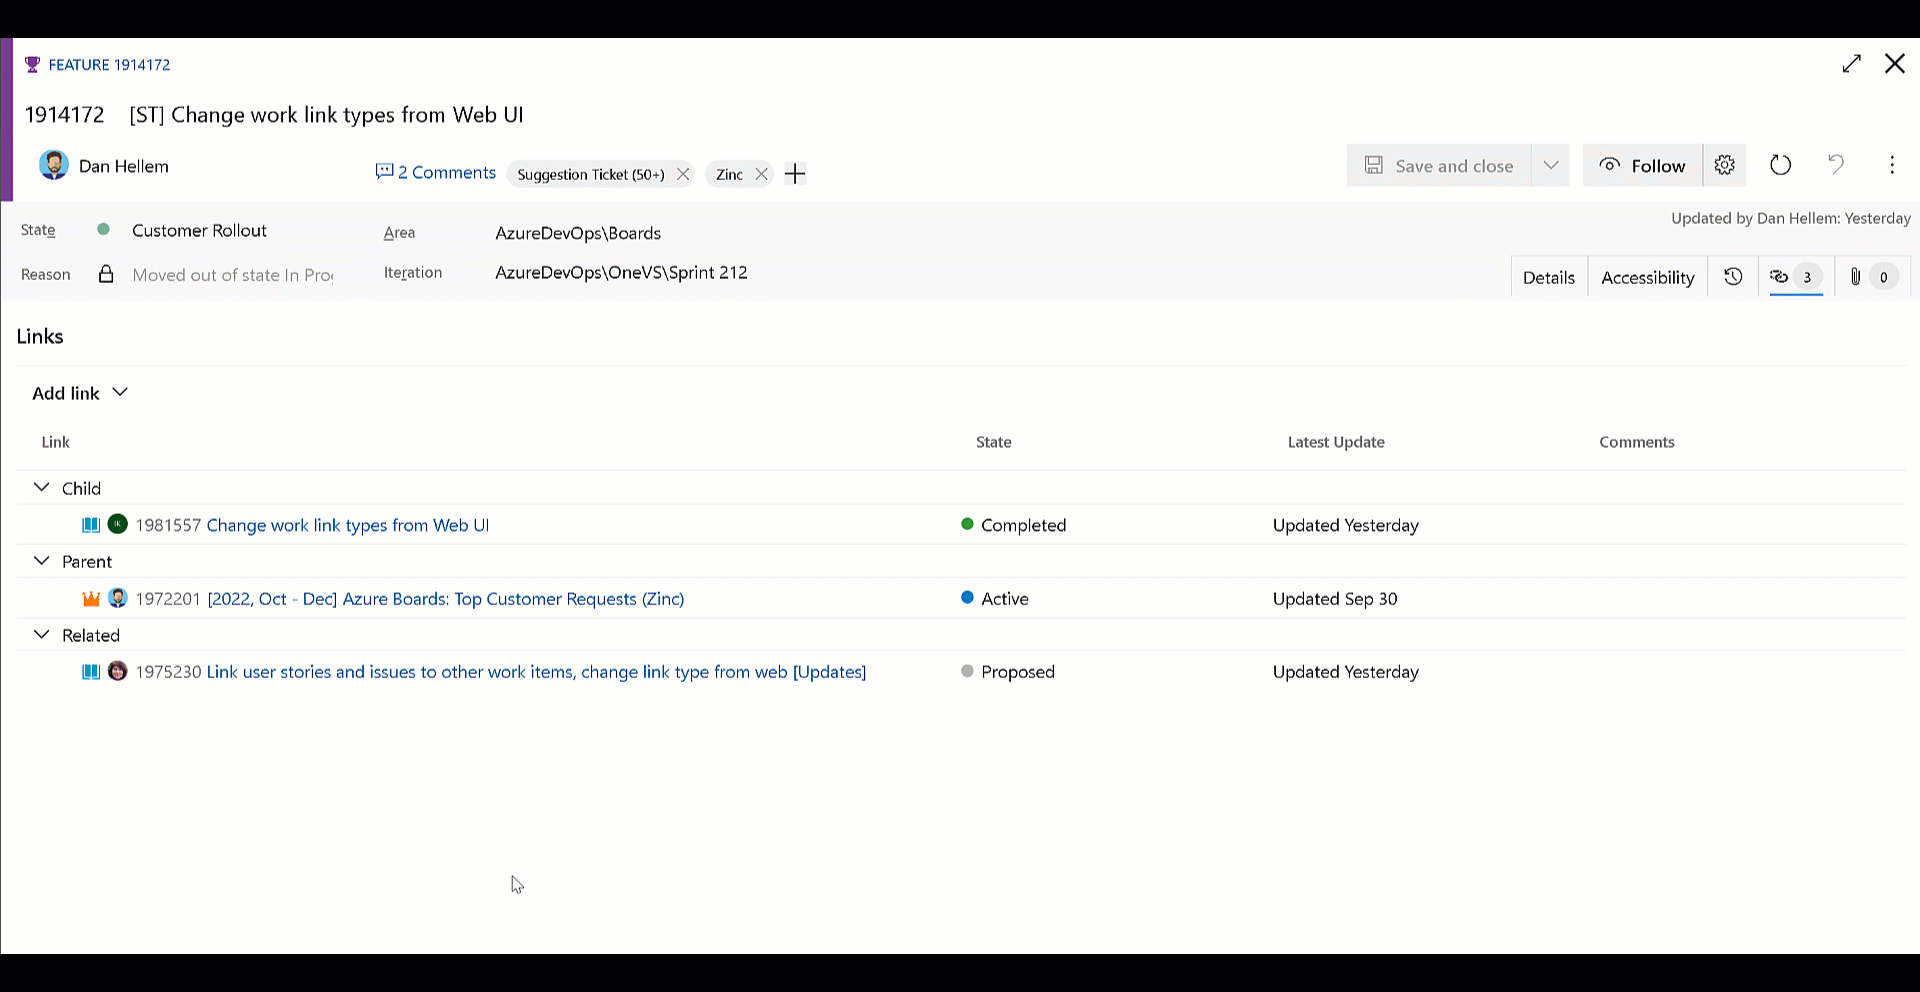 FEATURE 1914172
1914172 [ST] Change work link types from Web UI
Dan Hellem
2 Comments
Suggestion Ticket (50+)
Zinc
Save and close
Follow
State
Customer Rollout
Area
AzureDevOps\Boards
Updated by Dan Hellem: Yesterday
Reason
Moved out of state In Pro
Iteration
AzureDevOps\OneVS\Sprint 212
Details
Accessibility
3
0
Links
Add link
Link State Latest Update Comments
Child
IK 1981557 Change work link types from Web UI Completed Updated Yesterday
Parent
1972201 [2022, Oct - Dec] Azure Boards: Top Customer Requests (Zinc) Active Updated Sep 30
Related
1975230 Link user stories and issues to other work items, change link type from web [Updates] Proposed Updated Yesterday